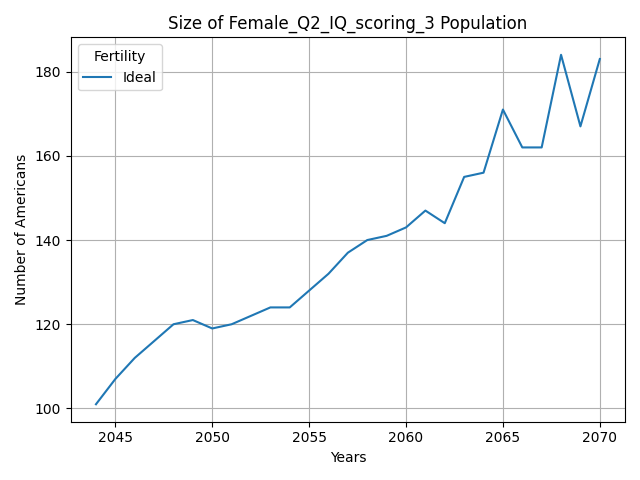 Size of Female_Q2_IQ_scoring_3 Population
Fertility
Ideal
Number of Americans
180
160
140
120
100
2045 2050 2055 2060 2065 2070
Years